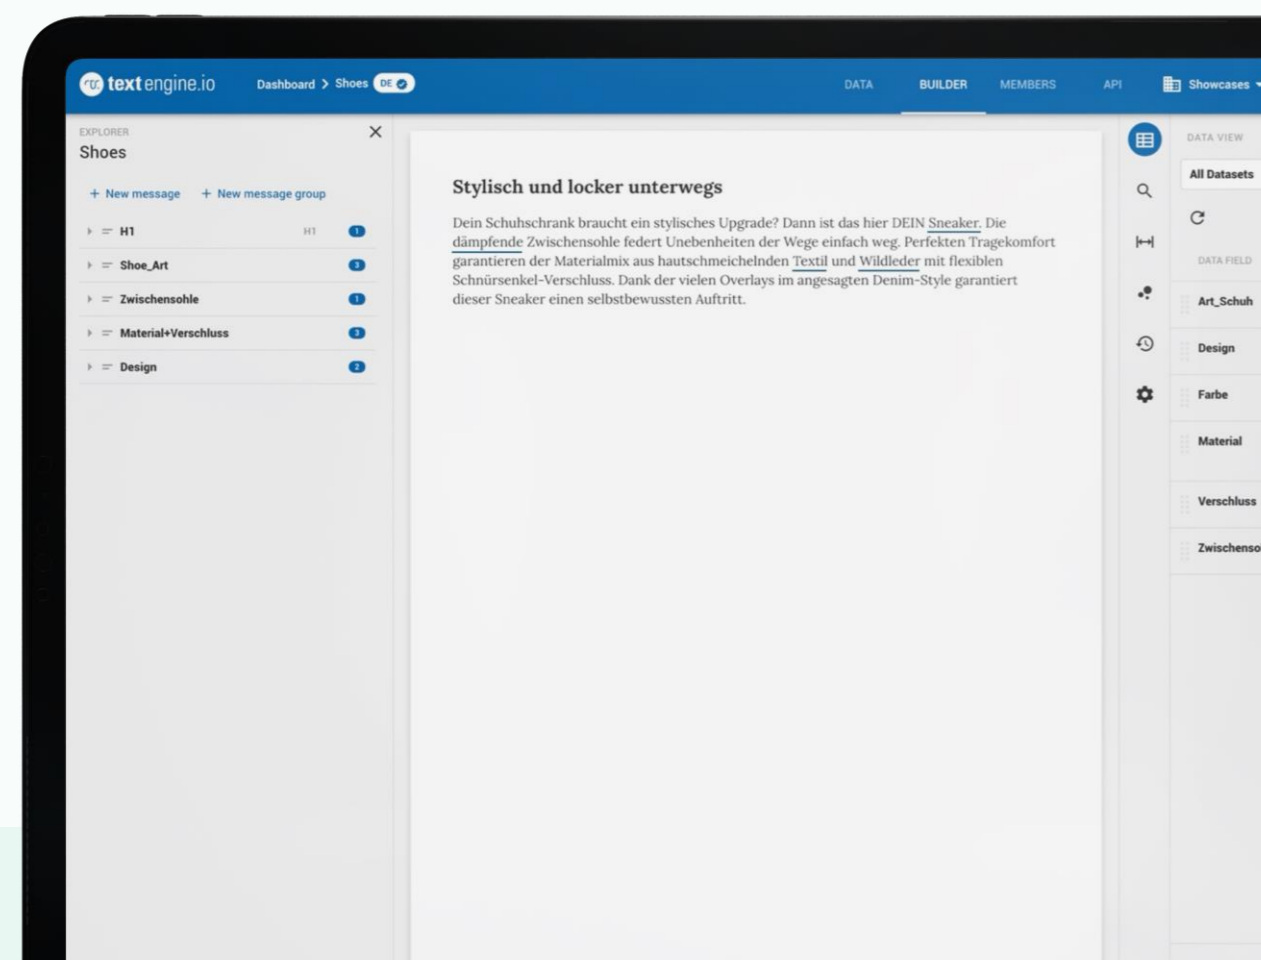 textengine.io
Dashboard > Shoes DE
DATA
BUILDER
MEMBERS
API
Showcases
EXPLORER
Shoes
+ New message + New message group
H1 H1 1
Shoe_Art 3
Zwischensohle 1
Material+Verschluss 3
Design 2
Stylisch und locker unterwegs
Dein Schuhschrank braucht ein stylisches Upgrade? Dann ist das hier DEIN Sneaker. Die
dämpfende Zwischensohle federt Unebenheiten der Wege einfach weg. Perfekten Tragekomfort
garantieren der Materialmix aus hautschmeichelnden Textil und Wildleder mit flexiblen
Schnürsenkel-Verschluss. Dank der vielen Overlays im angesagten Denim-Style garantiert
dieser Sneaker einen selbstbewussten Auftritt.
DATA VIEW
All Datasets
DATA FIELD
Art_Schuh
Design
Farbe
Material
Verschluss
Zwischenso